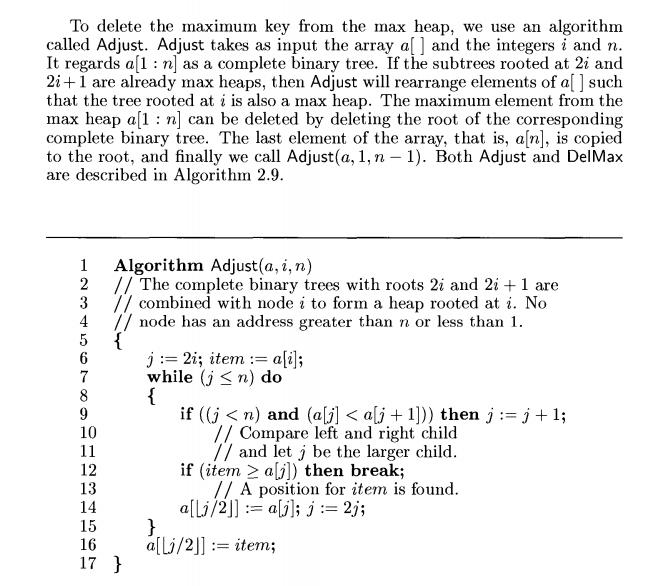 To delete the maximum key from the max heap, we use an algorithm
called Adjust. Adjust takes as input the array a[ ] and the integers i and n.
It regards a[1 : n] as a complete binary tree. If the subtrees rooted at 2i and
2i+1 are already max heaps, then Adjust will rearrange elements of a[ ] such
that the tree rooted at i is also a max heap. The maximum element from the
max heap a[1 : n] can be deleted by deleting the root of the corresponding
complete binary tree. The last element of the array, that is, a[n], is copied
to the root, and finally we call Adjust(a, 1, n − 1). Both Adjust and DelMax
are described in Algorithm 2.9.
1 Algorithm Adjust(a, i, n)
2 // The complete binary trees with roots 2i and 2i + 1 are
3 // combined with node i to form a heap rooted at i. No
4 // node has an address greater than n or less than 1.
5 {
6 j := 2i; item := a[i];
7 while (j ≤ n) do
8 {
9 if ((j < n) and (a[j] < a[j + 1])) then j := j + 1;
10 // Compare left and right child
11 // and let j be the larger child.
12 if (item ≥ a[j]) then break;
13 // A position for item is found.
14 a[⌊j/2⌋] := a[j]; j := 2j;
15 }
16 a[⌊j/2⌋] := item;
17 }